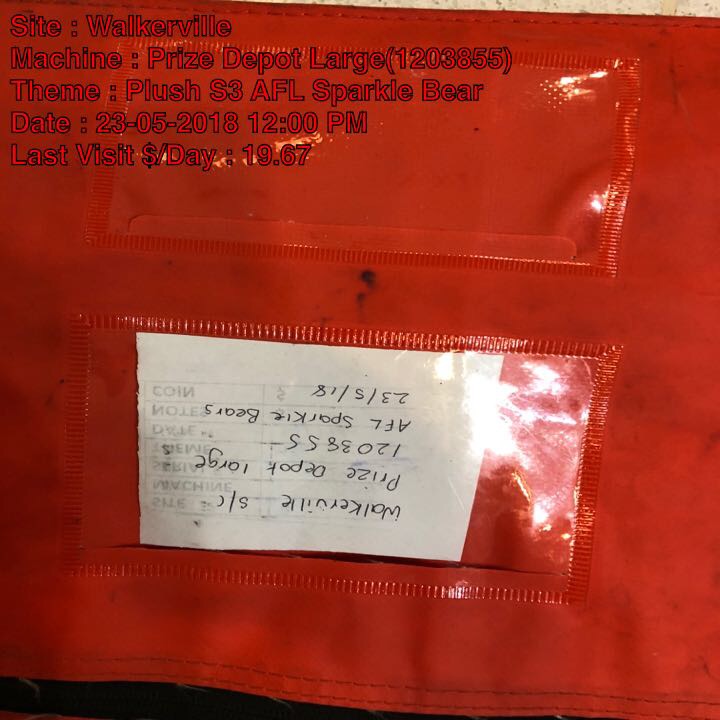 Site : Walkerville
Machine : Prize Depot Large(1203855)
Theme : Plush S3 AFL Sparkle Bear
Date : 23-05-2018 12:00 PM
Last Visit $/Day : 19.67
Walkerville S/C
Prize Depot large
1203855
AFL Sparkle Bears
23/5/18
SITE
MACHINE
SERIAL
THEME
DATE
NOTES
COIN $